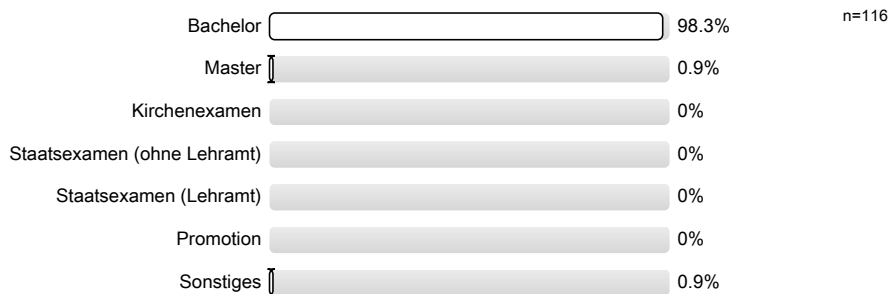 n=116
Bachelor 98.3%
Master 0.9%
Kirchenexamen 0%
Staatsexamen (ohne Lehramt) 0%
Staatsexamen (Lehramt) 0%
Promotion 0%
Sonstiges 0.9%